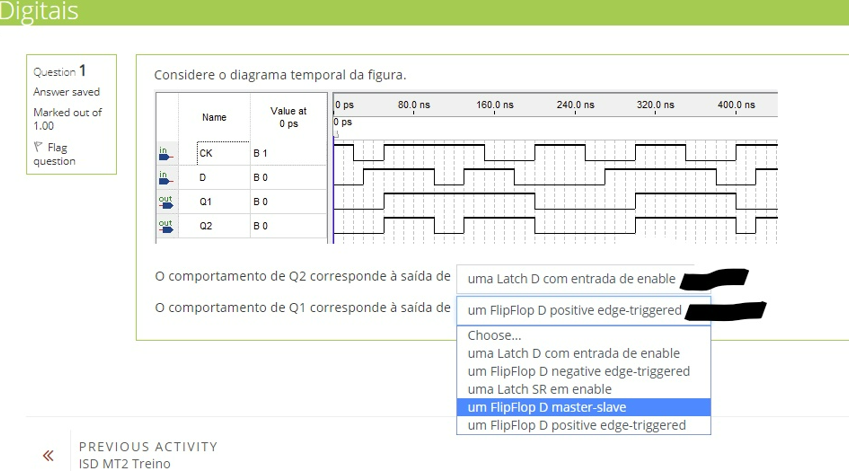 Digitais
Question 1
Answer saved
Marked out of
1.00
Flag
question
Considere o diagrama temporal da figura.
Name
Value at
0 ps
0 ps 80.0 ns 160.0 ns 240.0 ns 320.0 ns 400.0 ns
0 ps
in CK B 1
in D B 0
out Q1 B 0
out Q2 B 0
O comportamento de Q2 corresponde à saída de uma Latch D com entrada de enable
O comportamento de Q1 corresponde à saída de um FlipFlop D positive edge-triggered
Choose...
uma Latch D com entrada de enable
um FlipFlop D negative edge-triggered
uma Latch SR em enable
um FlipFlop D master-slave
um FlipFlop D positive edge-triggered
« PREVIOUS ACTIVITY
ISD MT2 Treino